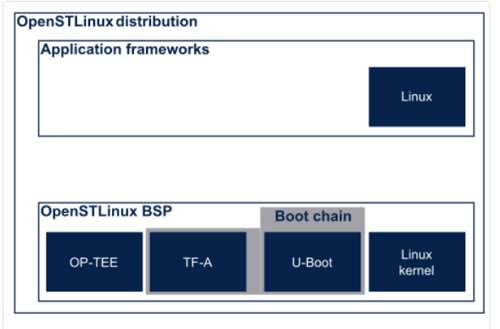 OpenSTLinux distribution
Application frameworks
Linux
OpenSTLinux BSP
Boot chain
OP-TEE
TF-A
U-Boot
Linux
kernel